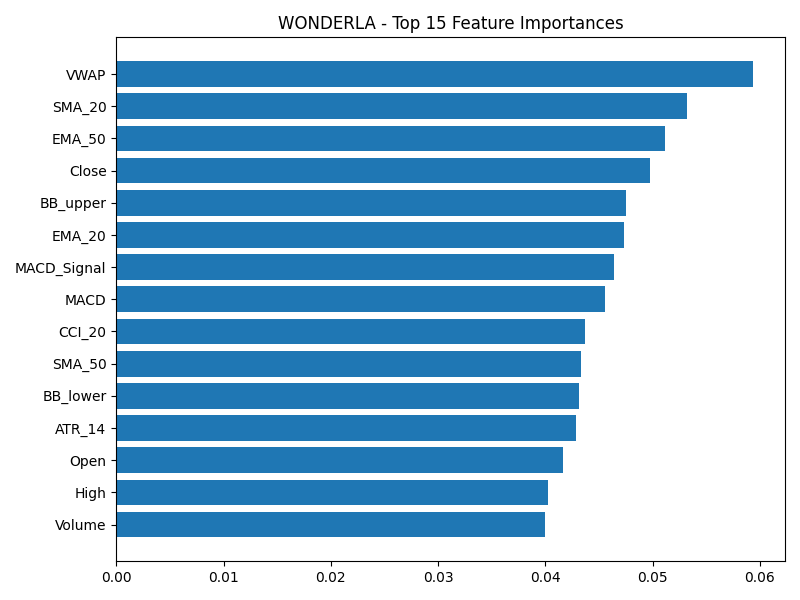 WONDERLA - Top 15 Feature Importances
VWAP
SMA_20
EMA_50
Close
BB_upper
EMA_20
MACD_Signal
MACD
CCI_20
SMA_50
BB_lower
ATR_14
Open
High
Volume
0.00 0.01 0.02 0.03 0.04 0.05 0.06